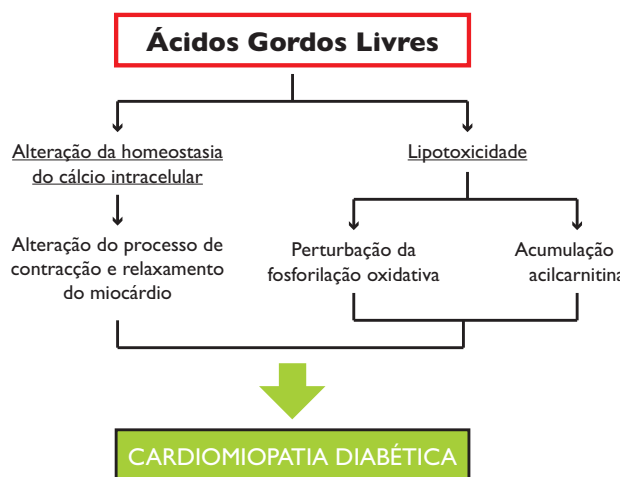 Ácidos Gordos Livres
Alteração da homeostasia
do cálcio intracelular
Lipotoxicidade
Alteração do processo de
contracção e relaxamento
do miocárdio
Perturbação da
fosforilação oxidativa
Acumulação
acilcarnitina
CARDIOMIOPATIA DIABÉTICA